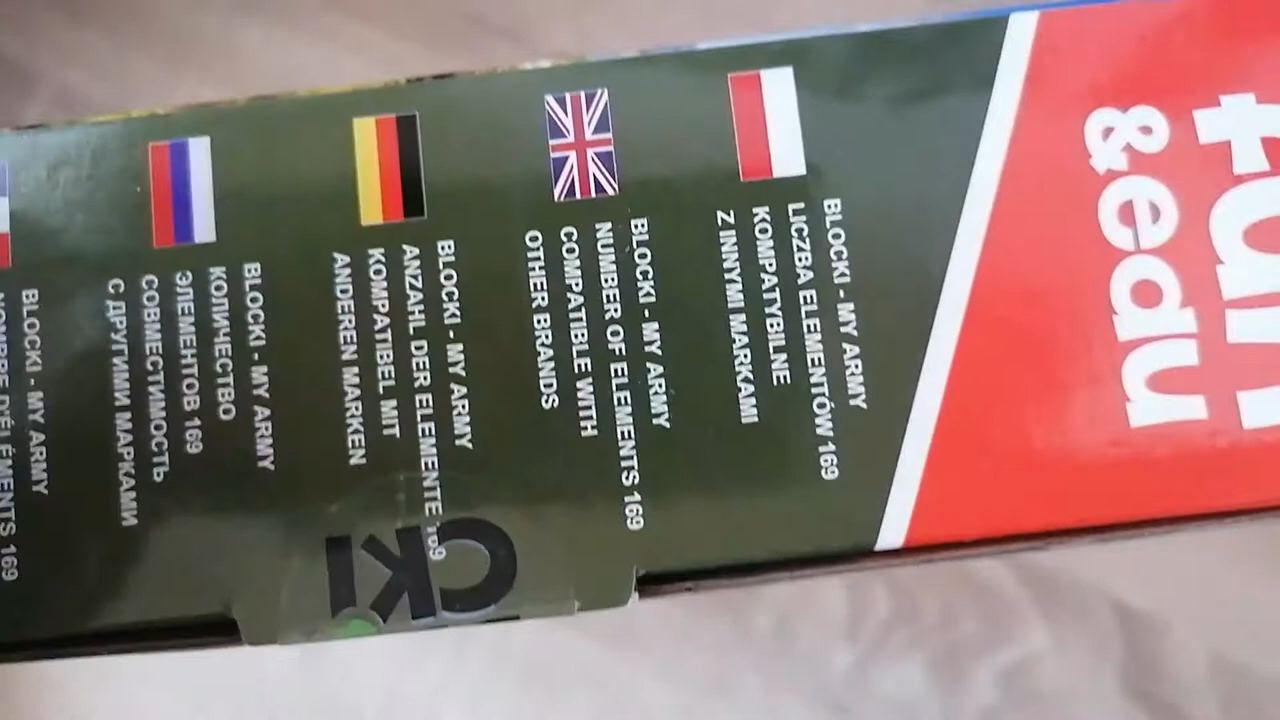 fun
&edu
BLOCKI - MY ARMY
LICZBA ELEMENTÓW 169
KOMPATYBILNE
Z INNYMI MARKAMI
BLOCKI - MY ARMY
NUMBER OF ELEMENTS 169
COMPATIBLE WITH
OTHER BRANDS
BLOCKI - MY ARMY
ANZAHL DER ELEMENTE 169
KOMPATIBEL MIT
ANDEREN MARKEN
BLOCKI - MY ARMY
КОЛИЧЕСТВО
ЭЛЕМЕНТОВ 169
СОВМЕСТИМОСТЬ
С ДРУГИМИ МАРКАМИ
BLOCKI - MY ARMY
NOMBRE D'ÉLÉMENTS 169
CKI